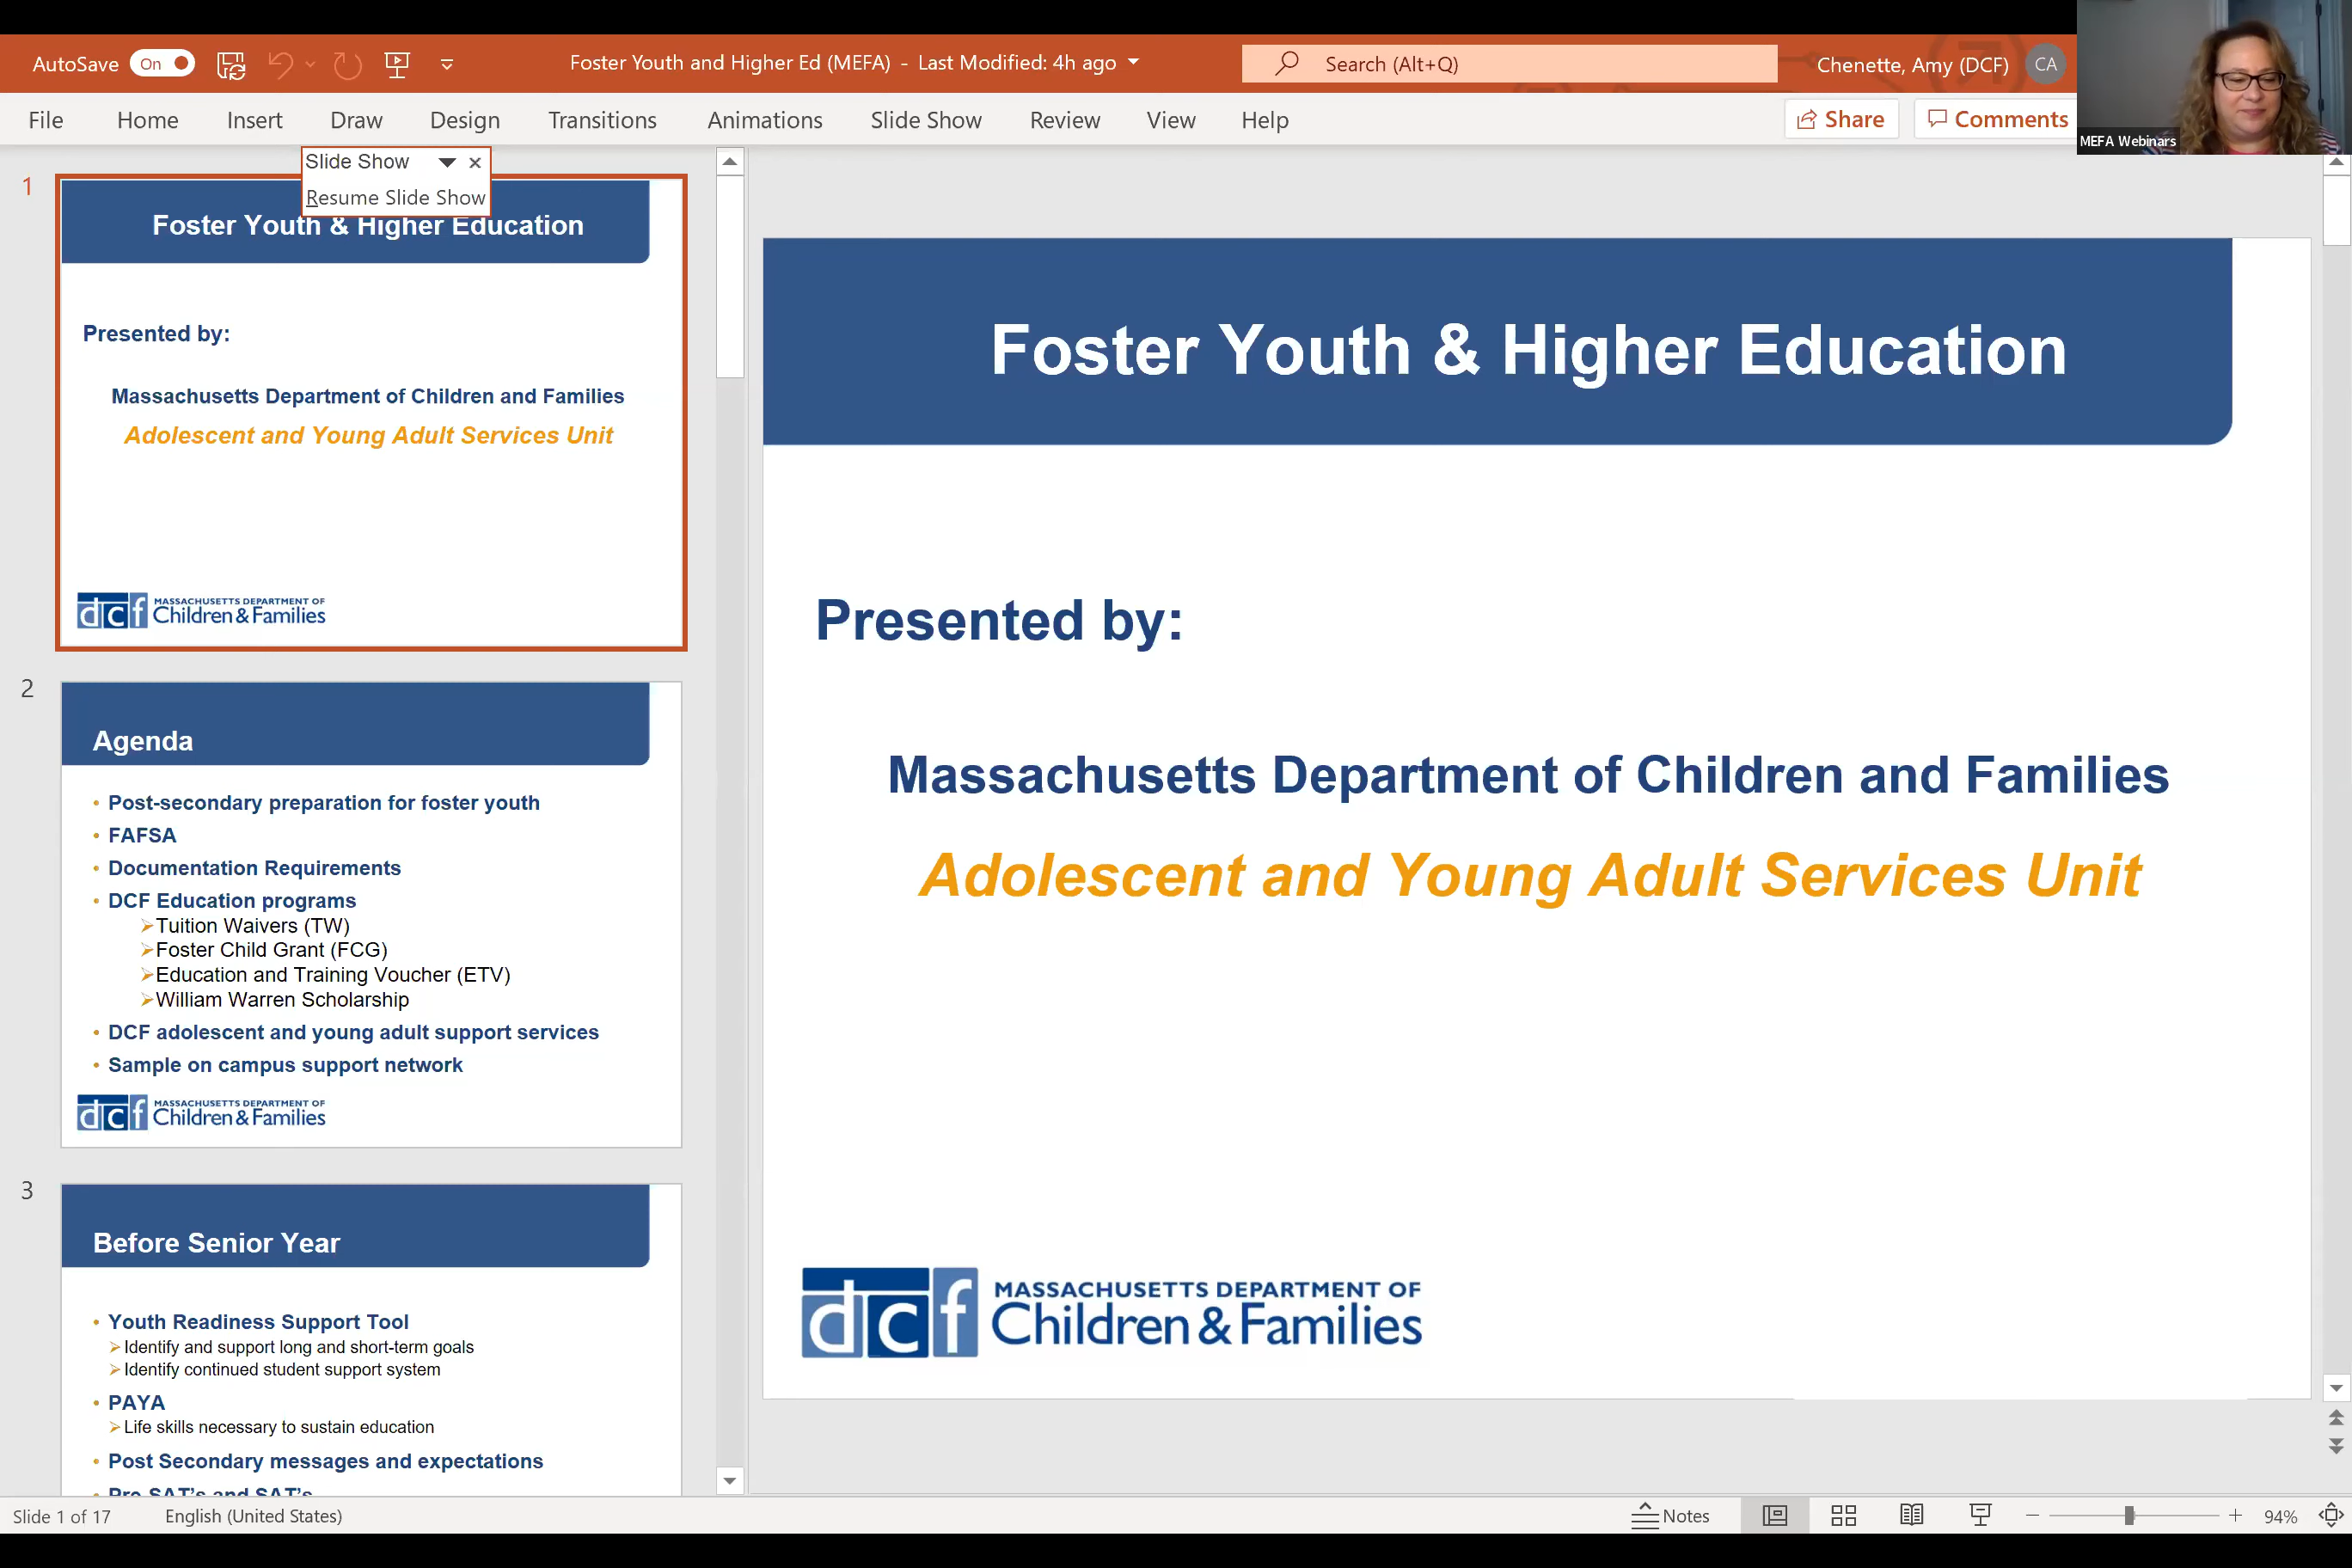 AutoSave On
Foster Youth and Higher Ed (MEFA) - Last Modified: 4h ago
Search (Alt+Q)
Chenette, Amy (DCF) CA
MEFA Webinars
File Home Insert Draw Design Transitions Animations Slide Show Review View Help
Share Comments
Slide Show
Resume Slide Show
1
Foster Youth & Higher Education
Presented by:
Massachusetts Department of Children and Families
Adolescent and Young Adult Services Unit
dcf MASSACHUSETTS DEPARTMENT OF
Children & Families
2
Agenda
• Post-secondary preparation for foster youth
• FAFSA
• Documentation Requirements
• DCF Education programs
➢Tuition Waivers (TW)
➢Foster Child Grant (FCG)
➢Education and Training Voucher (ETV)
➢William Warren Scholarship
• DCF adolescent and young adult support services
• Sample on campus support network
dcf MASSACHUSETTS DEPARTMENT OF
Children & Families
3
Before Senior Year
• Youth Readiness Support Tool
➢Identify and support long and short-term goals
➢Identify continued student support system
• PAYA
➢Life skills necessary to sustain education
• Post Secondary messages and expectations
• Pre SAT's and SAT's
Foster Youth & Higher Education
Presented by:
Massachusetts Department of Children and Families
Adolescent and Young Adult Services Unit
dcf MASSACHUSETTS DEPARTMENT OF
Children & Families
Slide 1 of 17
English (United States)
Notes
94%